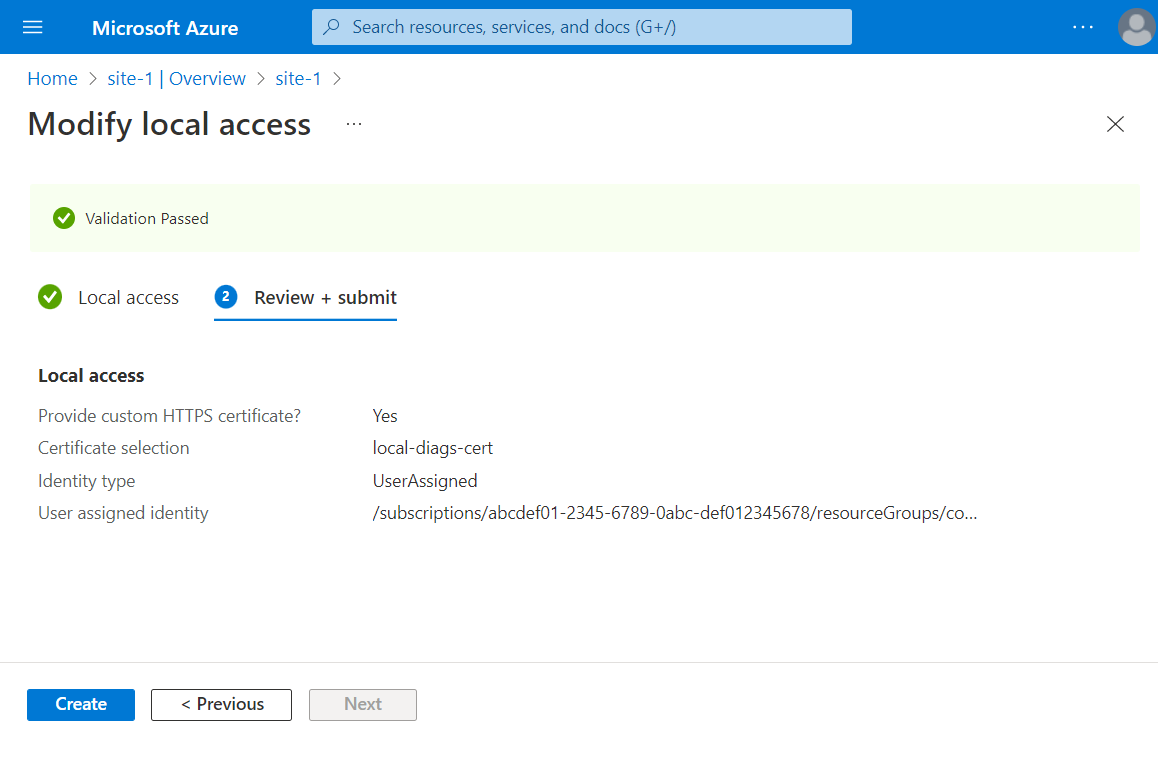 Microsoft Azure
Search resources, services, and docs (G+/)
Home > site-1 | Overview > site-1 >
Modify local access ...
Validation Passed
Local access
2 Review + submit
Local access
Provide custom HTTPS certificate? Yes
Certificate selection local-diags-cert
Identity type UserAssigned
User assigned identity /subscriptions/abcdef01-2345-6789-0abc-def012345678/resourceGroups/co...
Create
< Previous
Next